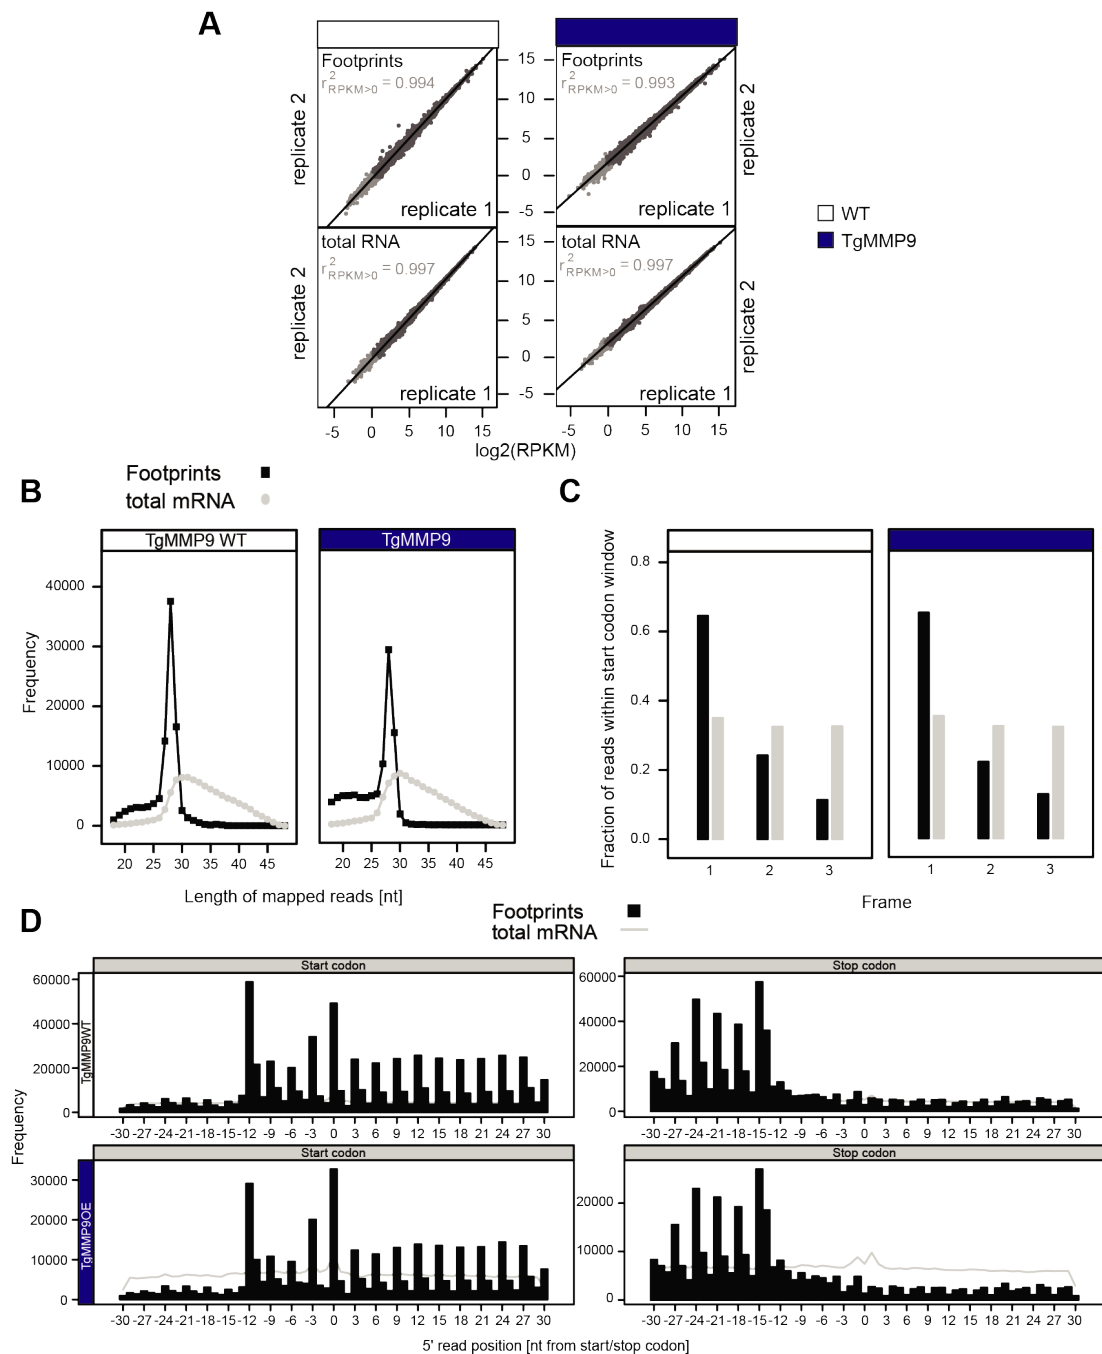 A
Footprints
r2RPKM>0 = 0.994
replicate 2
replicate 1
15
10
5
0
-5
Footprints
r2RPKM>0 = 0.993
replicate 2
replicate 1
WT
TgMMP9
total RNA
r2RPKM>0 = 0.997
replicate 2
replicate 1
15
10
5
0
-5
total RNA
r2RPKM>0 = 0.997
replicate 2
replicate 1
-5 0 5 10 15
-5 0 5 10 15
log2(RPKM)
B
Footprints
total mRNA
TgMMP9 WT
TgMMP9
Frequency
40000
30000
20000
10000
0
20 25 30 35 40 45
20 25 30 35 40 45
Length of mapped reads [nt]
C
Fraction of reads within start codon window
0.8
0.6
0.4
0.2
0.0
1 2 3
1 2 3
Frame
D
Footprints
total mRNA
Frequency
TgMMP9WT
Start codon
60000
40000
20000
0
-30 -27 -24 -21 -18 -15 -12 -9 -6 -3 0 3 6 9 12 15 18 21 24 27 30
Stop codon
60000
40000
20000
0
-30 -27 -24 -21 -18 -15 -12 -9 -6 -3 0 3 6 9 12 15 18 21 24 27 30
TgMMP9OE
Start codon
30000
20000
10000
0
-30 -27 -24 -21 -18 -15 -12 -9 -6 -3 0 3 6 9 12 15 18 21 24 27 30
Stop codon
20000
10000
0
-30 -27 -24 -21 -18 -15 -12 -9 -6 -3 0 3 6 9 12 15 18 21 24 27 30
5' read position [nt from start/stop codon]